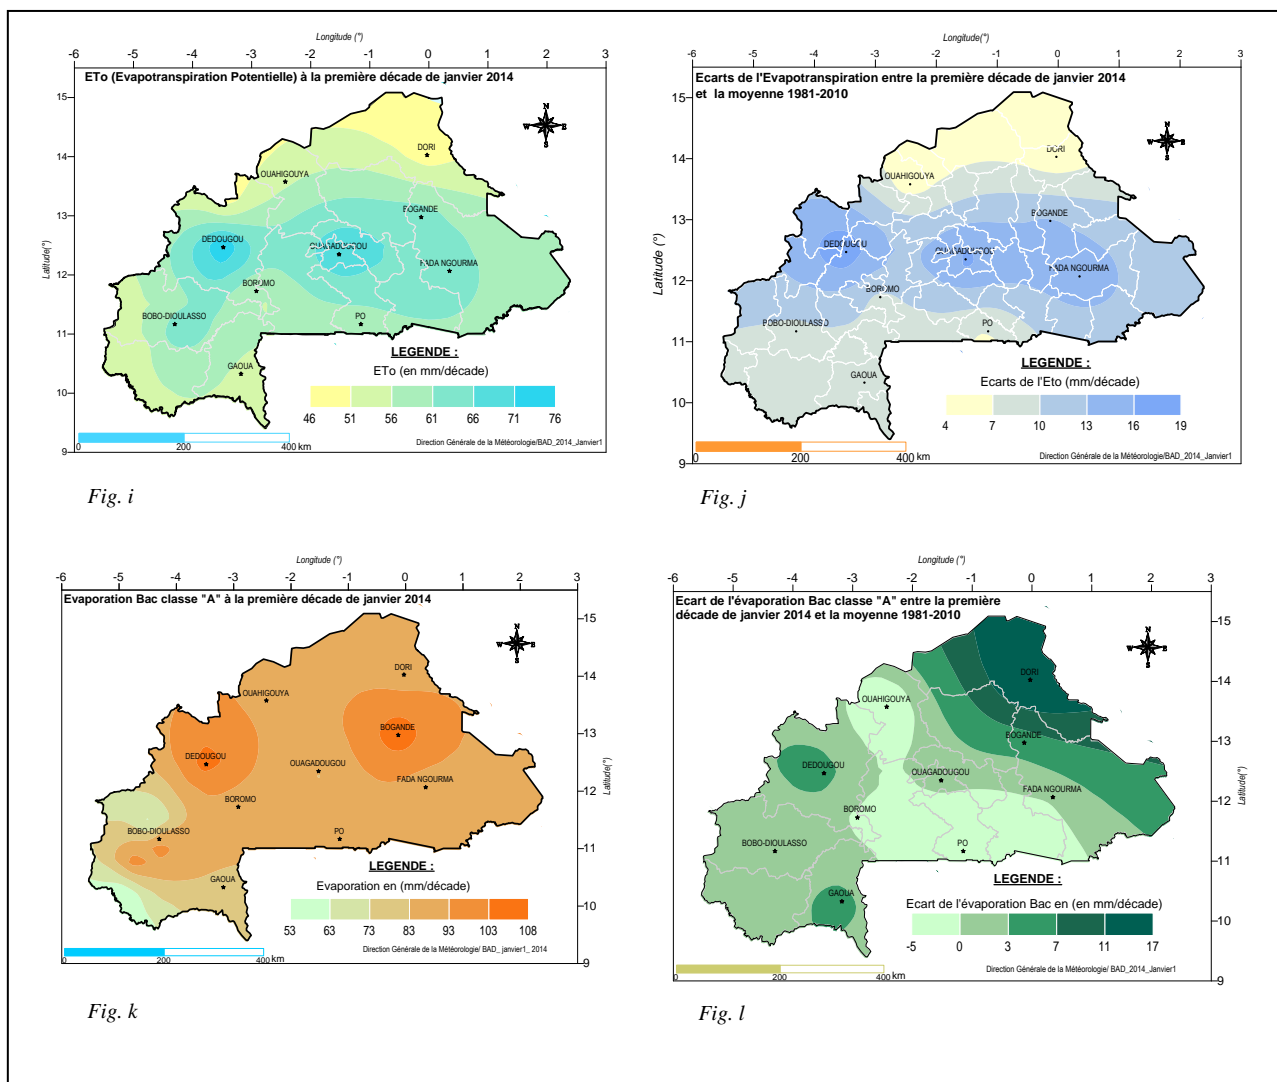 Longitude (°)
-6 -5 -4 -3 -2 -1 0 1 2 3
ETo (Evapotranspiration Potentielle) à la première décade de janvier 2014
15
14
13
12
11
10
9
Latitude(°)
N
W E
S
DORI
OUAHIGOUYA
BOGANDE
DEDOUGOU
OUAGADOUGOU
FADA NGOURMA
BOROMO
BOBO-DIOULASSO
PO
GAOUA
LEGENDE :
ETo (en mm/décade)
46 51 56 61 66 71 76
0 200 400 km
Direction Générale de la Météorologie/BAD_2014_Janvier1
Fig. i
Longitude(°)
-6 -5 -4 -3 -2 -1 0 1 2 3
Ecarts de l'Evapotranspiration entre la première décade de janvier 2014
et la moyenne 1981-2010
15
14
13
12
11
10
9
Latitude (°)
N
W E
S
DORI
OUAHIGOUYA
BOGANDE
DEDOUGOU
OUAGADOUGOU
FADA NGOURMA
BOROMO
BOBO-DIOULASSO
PO
GAOUA
LEGENDE :
Ecarts de l'Eto (mm/décade)
4 7 10 13 16 19
0 200 400 km
Direction Générale de la Météorologie/BAD_2014_Janvier1
Fig. j
Longitude (°)
-6 -5 -4 -3 -2 -1 0 1 2 3
Evaporation Bac classe "A" à la première décade de janvier 2014
15
14
13
12
11
10
9
Latitude(°)
N
W E
S
DORI
OUAHIGOUYA
BOGANDE
DEDOUGOU
OUAGADOUGOU
FADA NGOURMA
BOROMO
BOBO-DIOULASSO
PO
GAOUA
LEGENDE :
Evaporation en (mm/décade)
53 63 73 83 93 103 108
0 200 400 km
Direction Générale de la Météorologie/ BAD_ janvier1_ 2014
Fig. k
Longitude (°)
-6 -5 -4 -3 -2 -1 0 1 2 3
Ecart de l'évaporation Bac classe "A" entre la première
décade de janvier 2014 et la moyenne 1981-2010
15
14
13
12
11
10
9
Latitude(°)
N
W E
S
DORI
OUAHIGOUYA
BOGANDE
DEDOUGOU
OUAGADOUGOU
FADA NGOURMA
BOROMO
BOBO-DIOULASSO
PO
GAOUA
LEGENDE :
Ecart de l'évaporation Bac en (en mm/décade)
-5 0 3 7 11 17
0 200 400 km
Direction Générale de la Météorologie/ BAD_2014_Janvier1
Fig. l